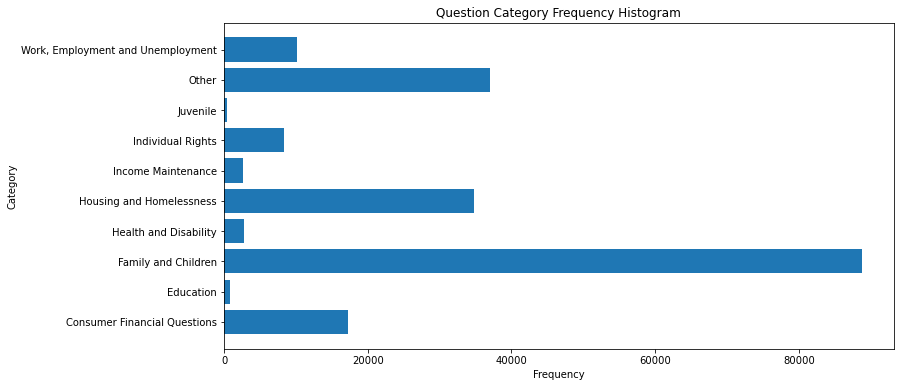 Question Category Frequency Histogram
Work, Employment and Unemployment
Other
Juvenile
Individual Rights
Income Maintenance
Housing and Homelessness
Health and Disability
Family and Children
Education
Consumer Financial Questions
Category
0 20000 40000 60000 80000
Frequency